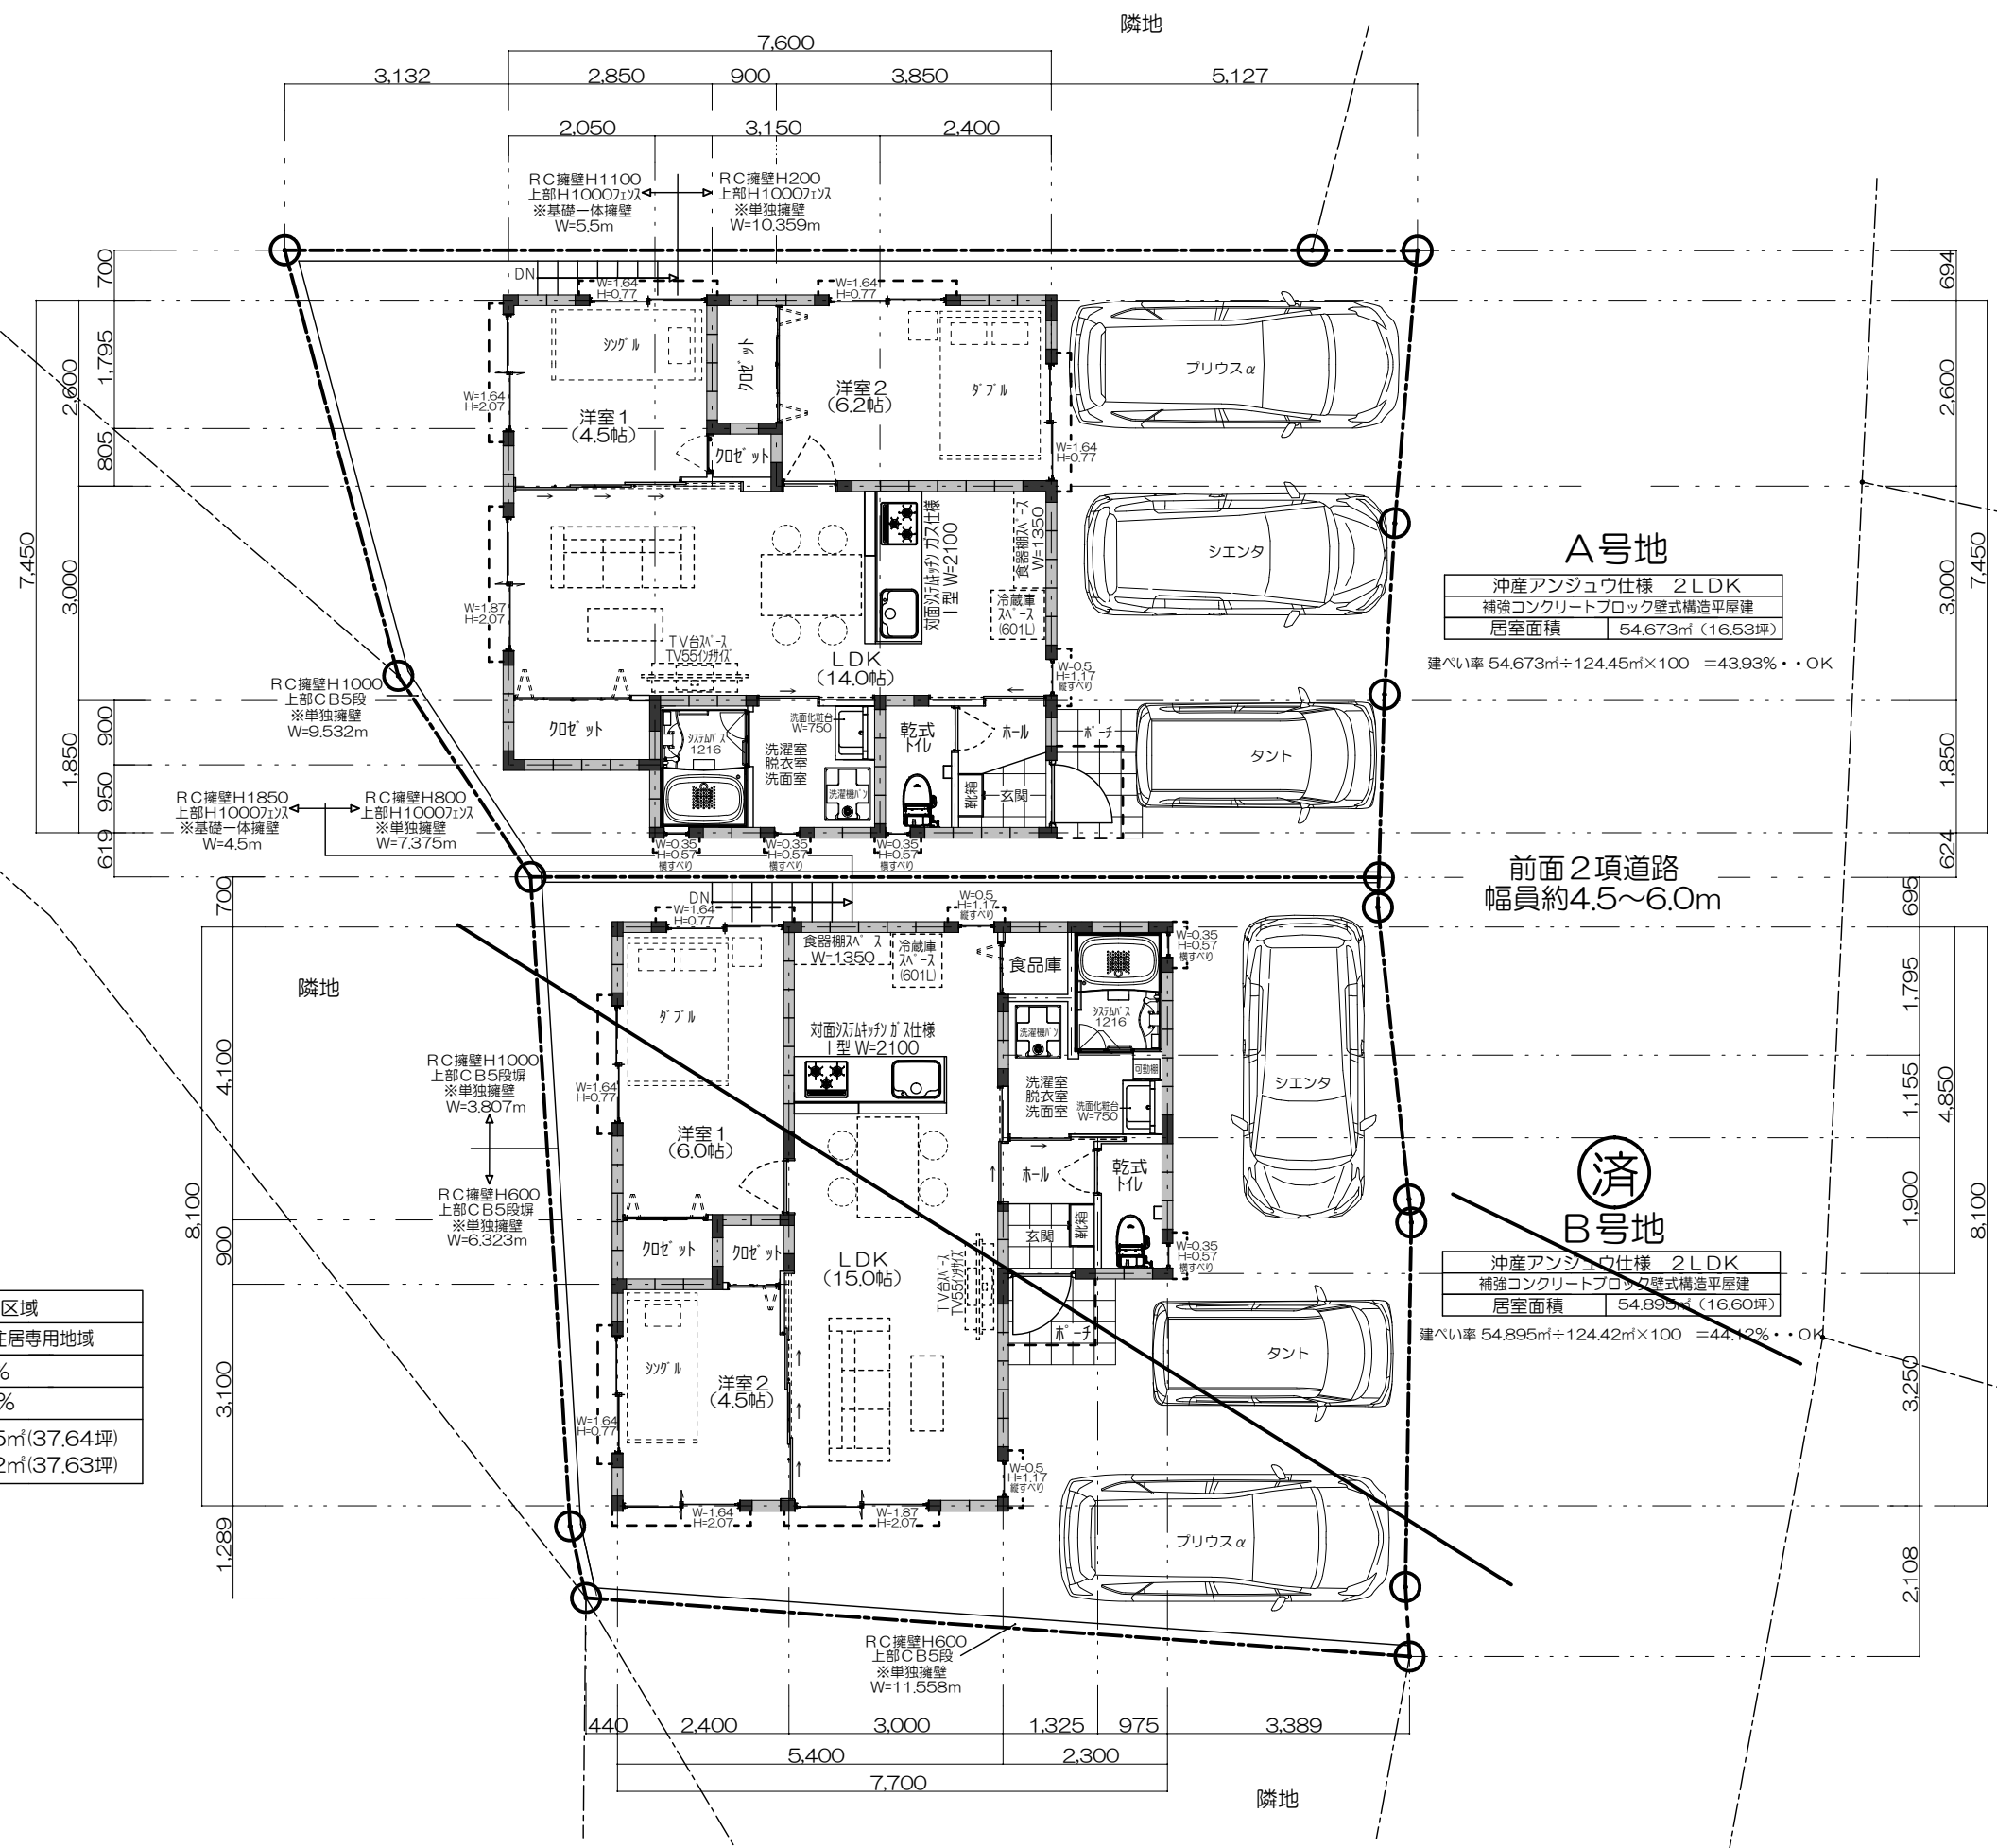 隣地
7,600
3,132
2,850
900
3,850
5,127
2,050
3,150
2,400
RC擁壁H1100
上部H1000フェンス
※基礎一体擁壁
W=5.5m
RC擁壁H200
上部H1000フェンス
※単独擁壁
W=10.359m
700
1,795
2,600
805
7,450
3,000
900
1,850
950
619
694
2,600
3,000
7,450
1,850
624
DN
W=1.64
H=0.77
W=1.64
H=0.77
シングル
クロゼット
洋室1
(4.5帖)
洋室2
(6.2帖)
ダブル
W=1.64
H=2.07
W=1.64
H=0.77
クロゼット
プリウスα
シエンタ
タント
対面システムキッチン ガス仕様
I型 W=2100
食器棚スペース
W=1350
冷蔵庫
スペース
(601L)
W=1.87
H=2.07
TV台スペース
TV55インチサイズ
LDK
(14.0帖)
W=0.5
H=1.17
縦すべり
クロゼット
システムバス
1216
洗面化粧台
W=750
洗濯室
脱衣室
洗面室
洗濯機パン
乾式
トイレ
ホール
靴箱
玄関
ポーチ
W=0.35
H=0.57
横すべり
W=0.35
H=0.57
横すべり
W=0.35
H=0.57
横すべり
RC擁壁H1000
上部CB5段
※単独擁壁
W=9.532m
RC擁壁H1850
上部H1000フェンス
※基礎一体擁壁
W=4.5m
RC擁壁H800
上部H1000フェンス
※単独擁壁
W=7.375m
A号地
沖産アンジュウ仕様 2LDK
補強コンクリートブロック壁式構造平屋建
居室面積 54.673㎡(16.53坪)
建ぺい率 54.673㎡÷124.45㎡×100 =43.93%・・OK
前面2項道路
幅員約4.5〜6.0m
隣地
700
4,100
8,100
900
3,100
1,289
695
1,795
1,155
4,850
1,900
8,100
3,250
2,108
DN
W=1.64
H=0.77
食器棚スペース
W=1350
冷蔵庫
スペース
(601L)
W=0.5
H=1.17
縦すべり
食品庫
W=0.35
H=0.57
横すべり
ダブル
対面システムキッチン ガス仕様
I型 W=2100
システムバス
1216
洗濯機パン
可動棚
洗濯室
脱衣室
洗面室
洗面化粧台
W=750
シエンタ
W=1.64
H=0.77
洋室1
(6.0帖)
ホール
乾式
トイレ
靴箱
玄関
W=0.35
H=0.57
横すべり
クロゼット
クロゼット
LDK
(15.0帖)
TV台スペース
TV55インチサイズ
ポーチ
タント
シングル
洋室2
(4.5帖)
W=1.64
H=0.77
W=1.64
H=2.07
W=1.87
H=2.07
W=0.5
H=1.17
縦すべり
プリウスα
RC擁壁H1000
上部CB5段塀
※単独擁壁
W=3.807m
RC擁壁H600
上部CB5段塀
※単独擁壁
W=6.323m
RC擁壁H600
上部CB5段
※単独擁壁
W=11.558m
済
B号地
沖産アンジュウ仕様 2LDK
補強コンクリートブロック壁式構造平屋建
居室面積 54.895㎡(16.60坪)
建ぺい率 54.895㎡÷124.42㎡×100 =44.12%・・OK
区域
住居専用地域
%
%
5㎡(37.64坪)
2㎡(37.63坪)
440
2,400
3,000
1,325
975
3,389
5,400
2,300
7,700
隣地